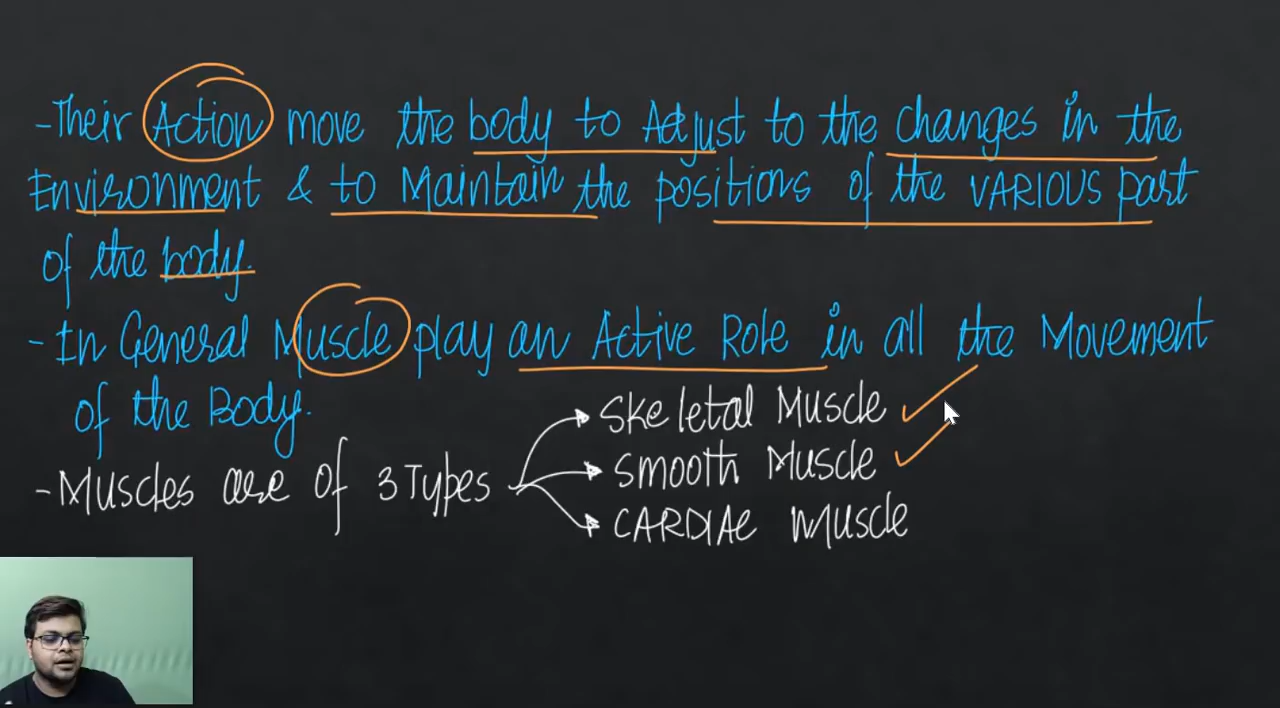 -Their Action move the body to Adjust to the changes in the
Environment & to Maintain the positions of the VARIOUS part
of the body.
- In General Muscle play an Active Role in all the Movement
of the Body.
- Muscles are of 3 Types
Skeletal Muscle
Smooth Muscle
CARDIAC Muscle